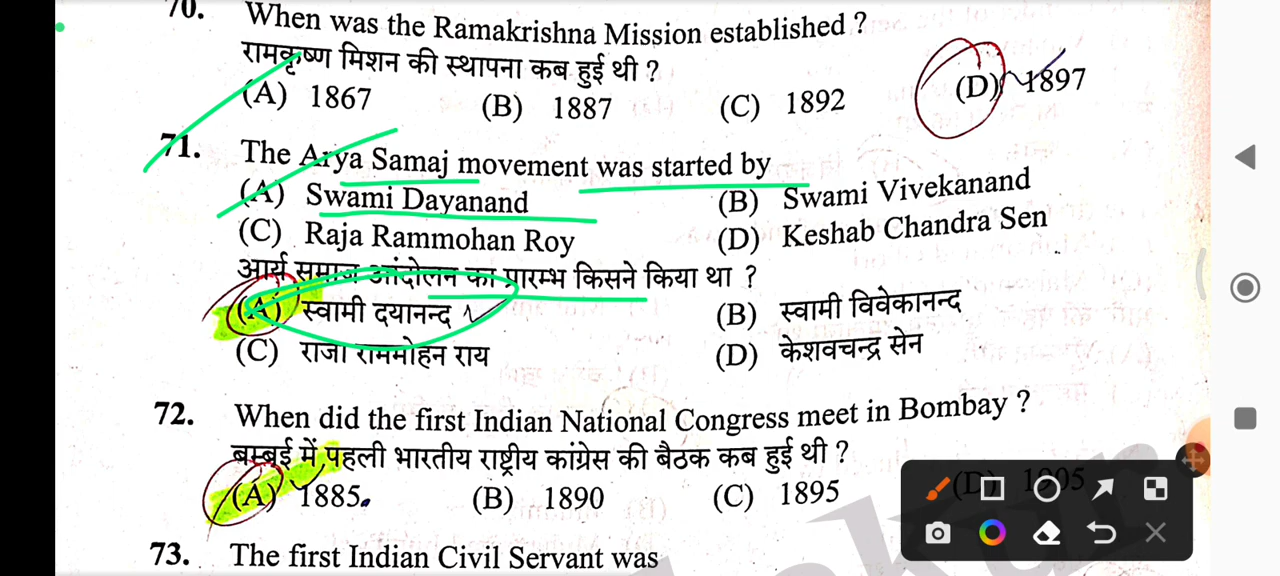 70. When was the Ramakrishna Mission established ?
रामकृष्ण मिशन की स्थापना कब हुई थी ?
(A) 1867 (B) 1887 (C) 1892 (D) 1897
71. The Arya Samaj movement was started by
(A) Swami Dayanand (B) Swami Vivekanand
(C) Raja Rammohan Roy (D) Keshab Chandra Sen
आर्य समाज आंदोलन का प्रारम्भ किसने किया था ?
(A) स्वामी दयानन्द (B) स्वामी विवेकानन्द
(C) राजा राममोहन राय (D) केशवचन्द्र सेन
72. When did the first Indian National Congress meet in Bombay ?
बम्बई में पहली भारतीय राष्ट्रीय कांग्रेस की बैठक कब हुई थी ?
(A) 1885 (B) 1890 (C) 1895 (D) 1905
73. The first Indian Civil Servant was